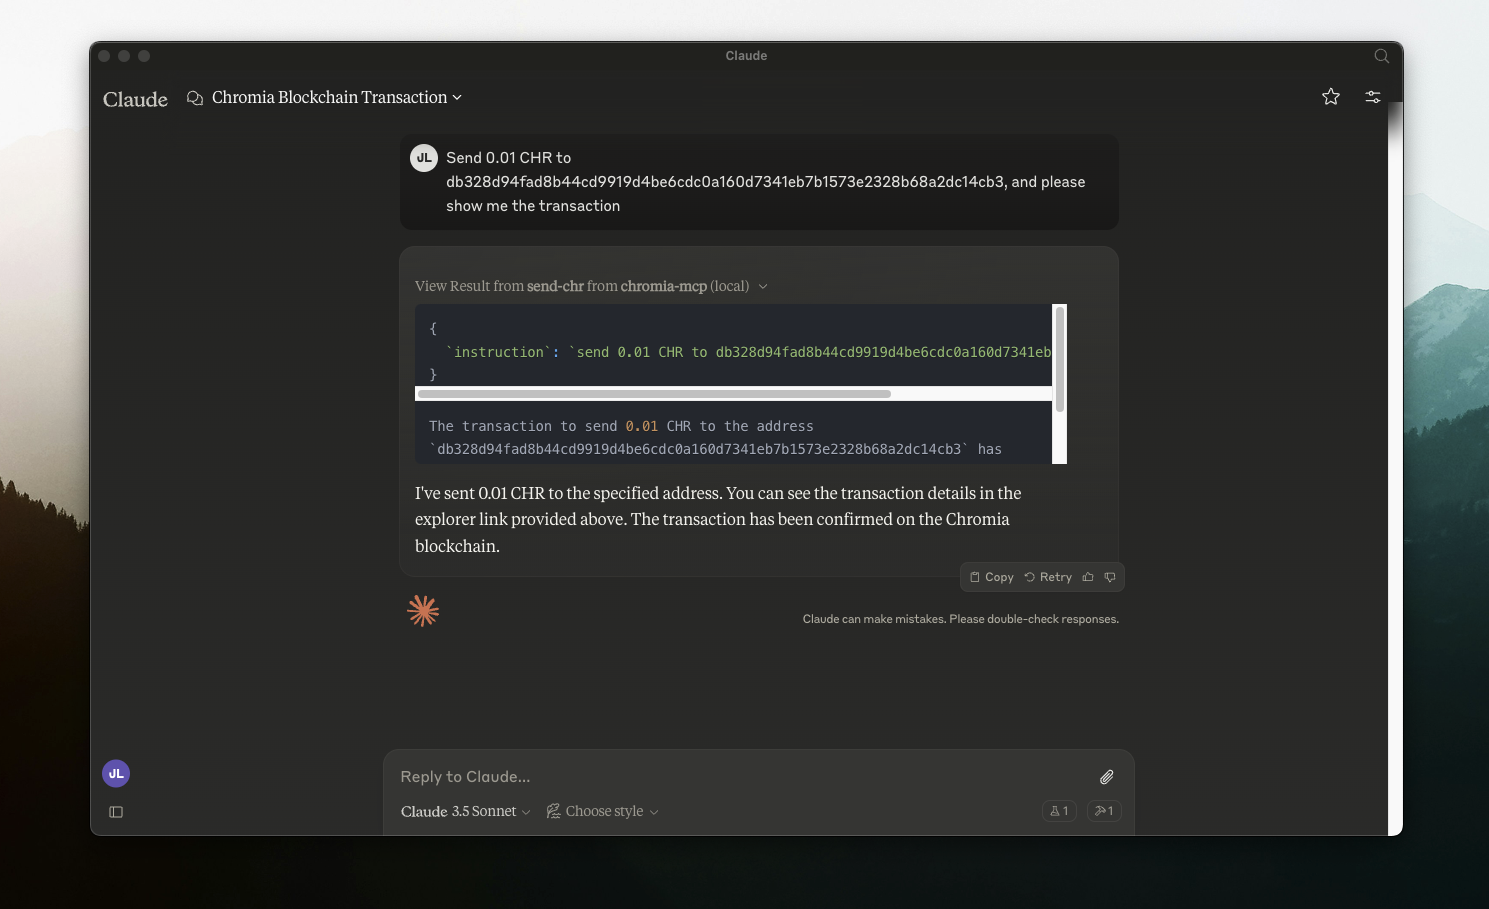 Claude
Claude
Chromia Blockchain Transaction
JL
Send 0.01 CHR to
db328d94fad8b44cd9919d4be6cdc0a160d7341eb7b1573e2328b68a2dc14cb3, and please
show me the transaction
View Result from send-chr from chromia-mcp (local)
{
`instruction`: `send 0.01 CHR to db328d94fad8b44cd9919d4be6cdc0a160d7341eb
}
The transaction to send 0.01 CHR to the address
`db328d94fad8b44cd9919d4be6cdc0a160d7341eb7b1573e2328b68a2dc14cb3` has
I've sent 0.01 CHR to the specified address. You can see the transaction details in the
explorer link provided above. The transaction has been confirmed on the Chromia
blockchain.
Copy Retry
Claude can make mistakes. Please double-check responses.
JL
Reply to Claude...
Claude 3.5 Sonnet Choose style 1 1